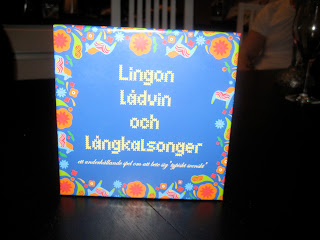 Lingon
lådvin
och
långkalsonger
ett underhållande spel om att bete sig "typiskt svenskt"